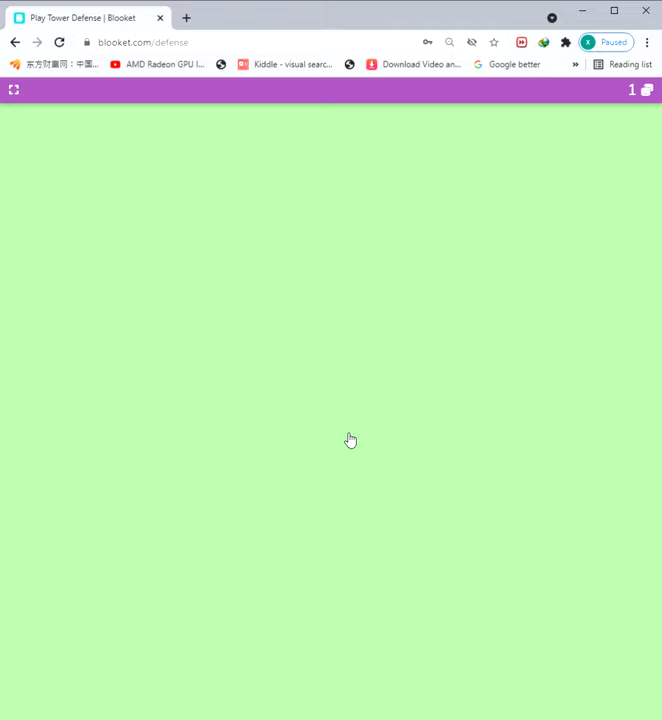 Play Tower Defense | Blooket
blooket.com/defense
Paused
东方财富网：中国...
AMD Radeon GPU I...
Kiddle - visual searc...
Download Video an...
Google better
Reading list
1